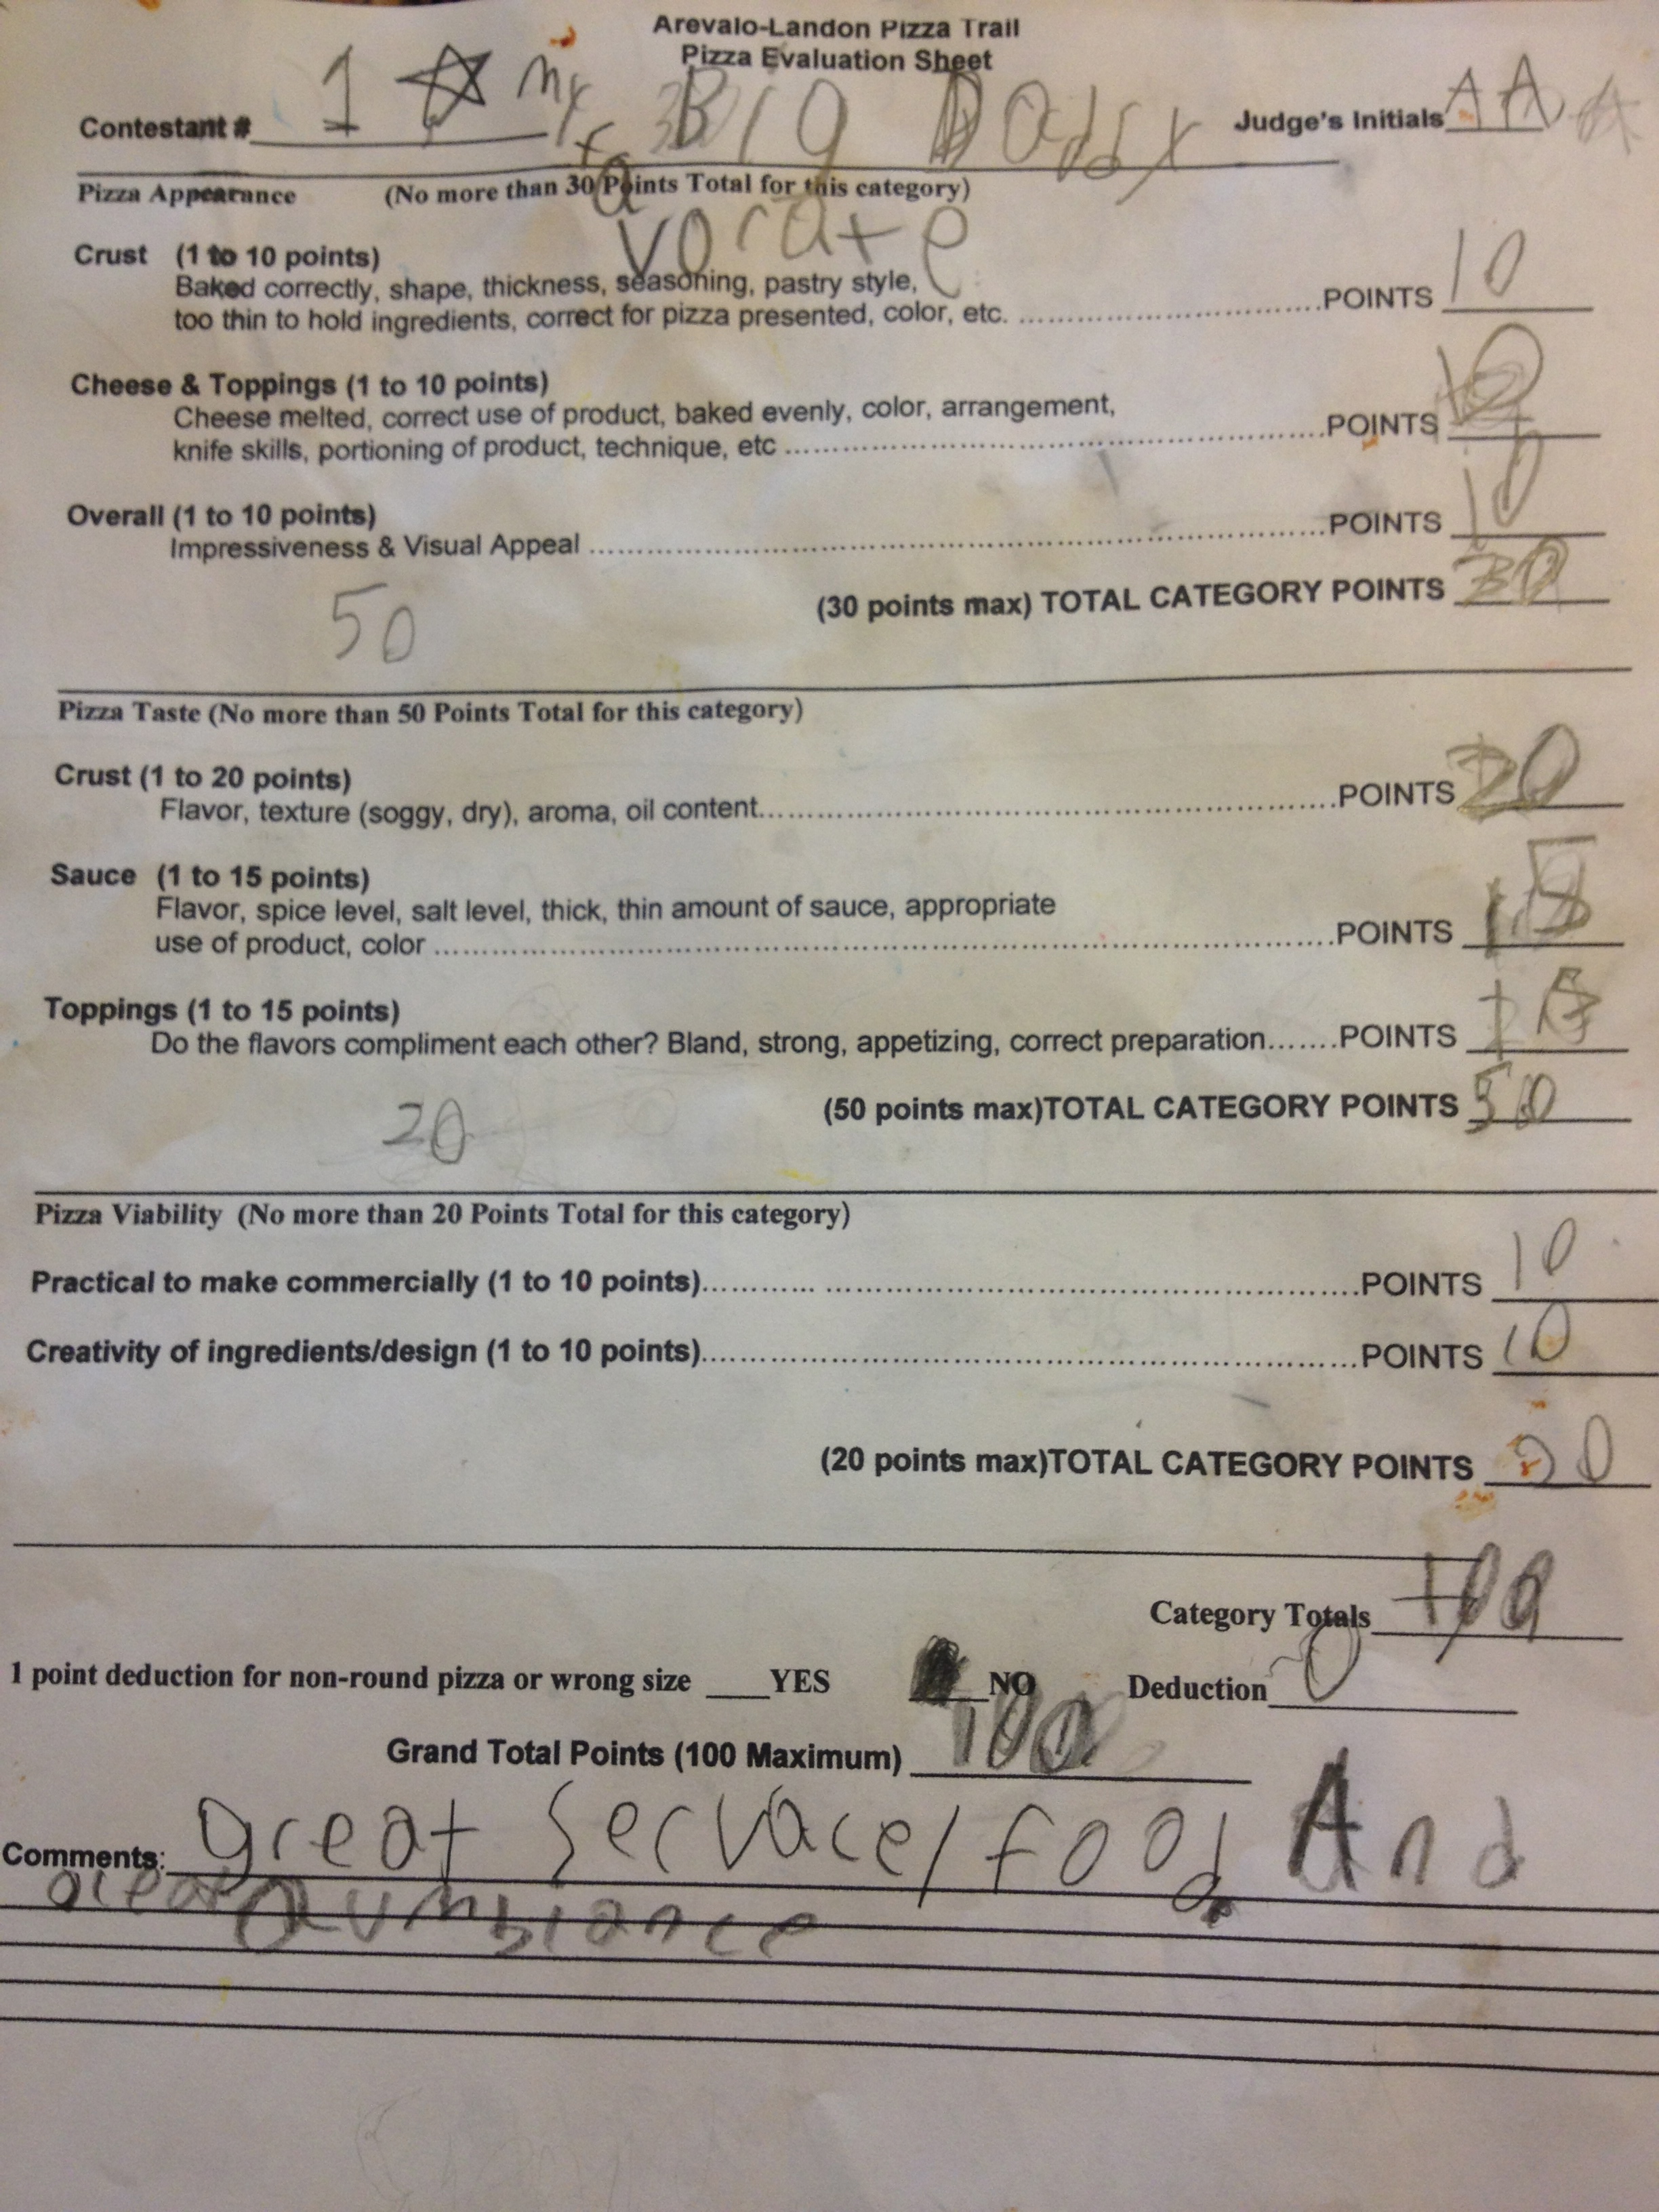 Arevalo-Landon Pizza Trail
Pizza Evaluation Sheet
Contestant # 1 ☆ my Big Daddy Judge's Initials AA
favorate
Pizza Appearance (No more than 30 Points Total for this category)
Crust (1 to 10 points)
Baked correctly, shape, thickness, seasoning, pastry style,
too thin to hold ingredients, correct for pizza presented, color, etc. ................................POINTS 10
Cheese & Toppings (1 to 10 points)
Cheese melted, correct use of product, baked evenly, color, arrangement,
knife skills, portioning of product, technique, etc ................................POINTS 10
Overall (1 to 10 points)
Impressiveness & Visual Appeal ................................POINTS 10
(30 points max) TOTAL CATEGORY POINTS 30
50
Pizza Taste (No more than 50 Points Total for this category)
Crust (1 to 20 points)
Flavor, texture (soggy, dry), aroma, oil content................................POINTS 20
Sauce (1 to 15 points)
Flavor, spice level, salt level, thick, thin amount of sauce, appropriate
use of product, color ................................POINTS 15
Toppings (1 to 15 points)
Do the flavors compliment each other? Bland, strong, appetizing, correct preparation.......POINTS 15
(50 points max)TOTAL CATEGORY POINTS 50
20
Pizza Viability (No more than 20 Points Total for this category)
Practical to make commercially (1 to 10 points)................................POINTS 10
Creativity of ingredients/design (1 to 10 points)................................POINTS 10
(20 points max)TOTAL CATEGORY POINTS 20
Category Totals 100
1 point deduction for non-round pizza or wrong size ____YES ____NO Deduction 0
Grand Total Points (100 Maximum) 100
Comments: great Servace/food. And
aumbiance